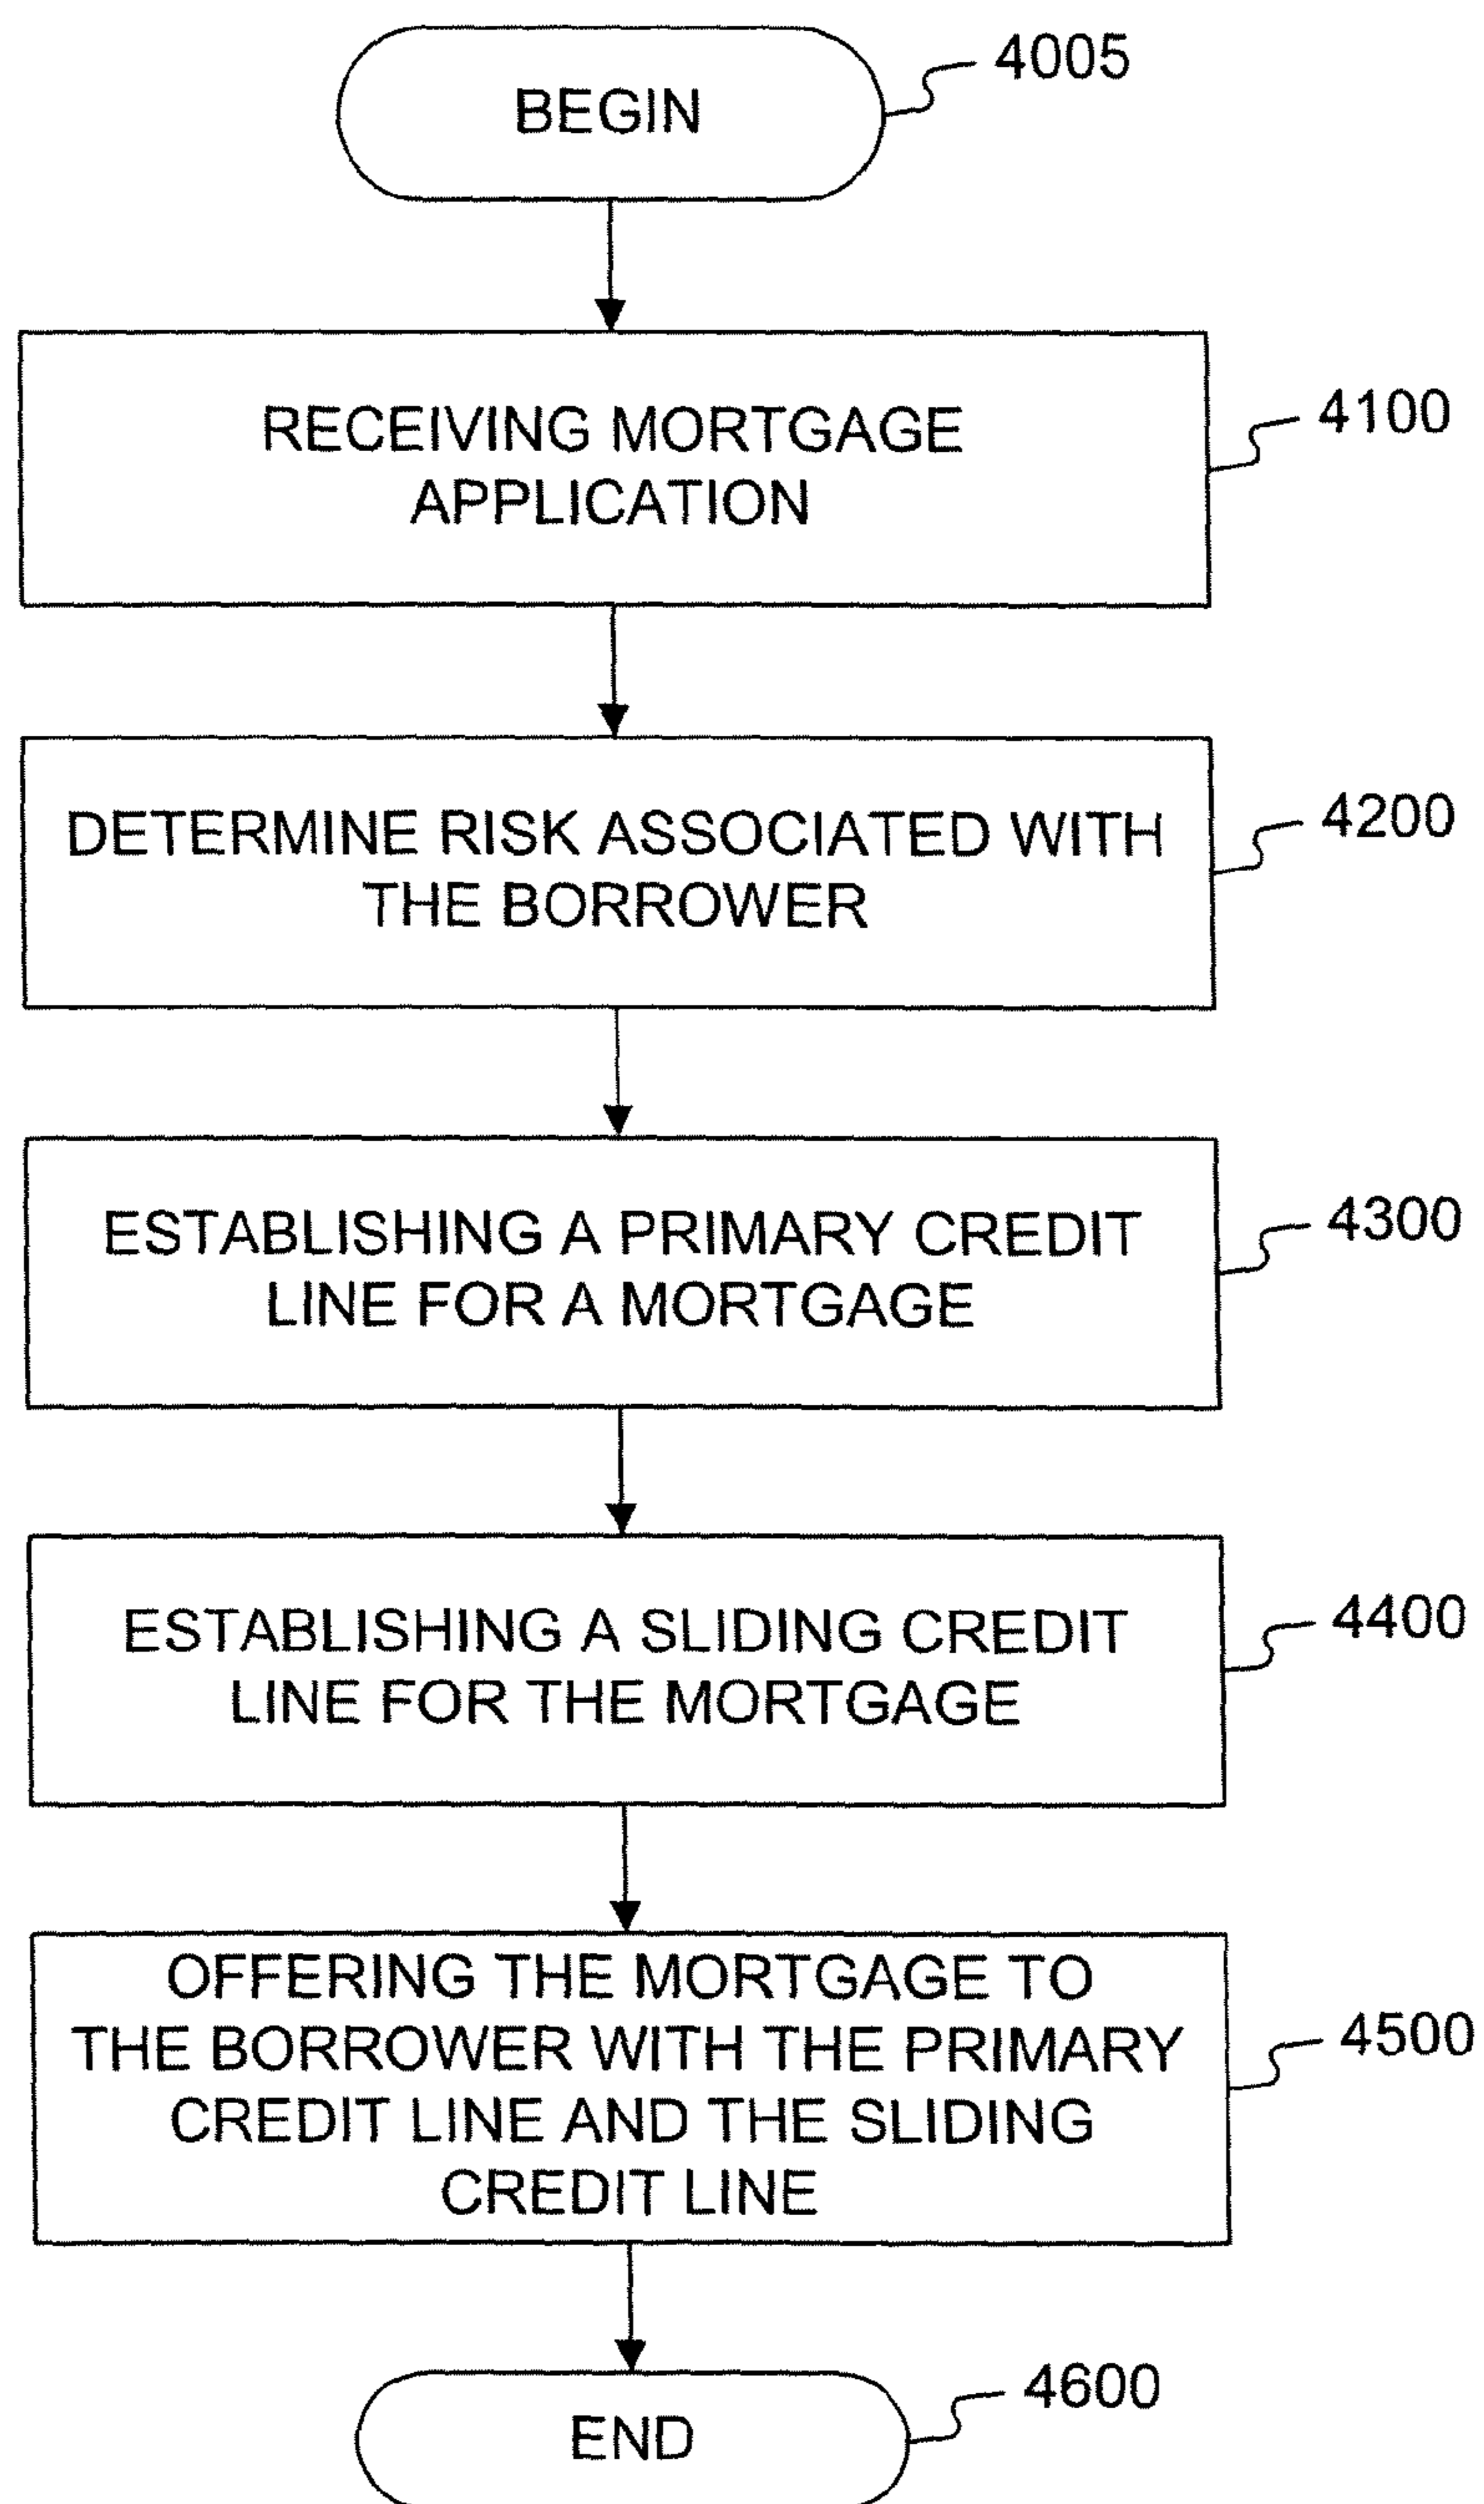 BEGIN
4005
RECEIVING MORTGAGE
APPLICATION
4100
DETERMINE RISK ASSOCIATED WITH
THE BORROWER
4200
ESTABLISHING A PRIMARY CREDIT
LINE FOR A MORTGAGE
4300
ESTABLISHING A SLIDING CREDIT
LINE FOR THE MORTGAGE
4400
OFFERING THE MORTGAGE TO
THE BORROWER WITH THE PRIMARY
CREDIT LINE AND THE SLIDING
CREDIT LINE
4500
END
4600